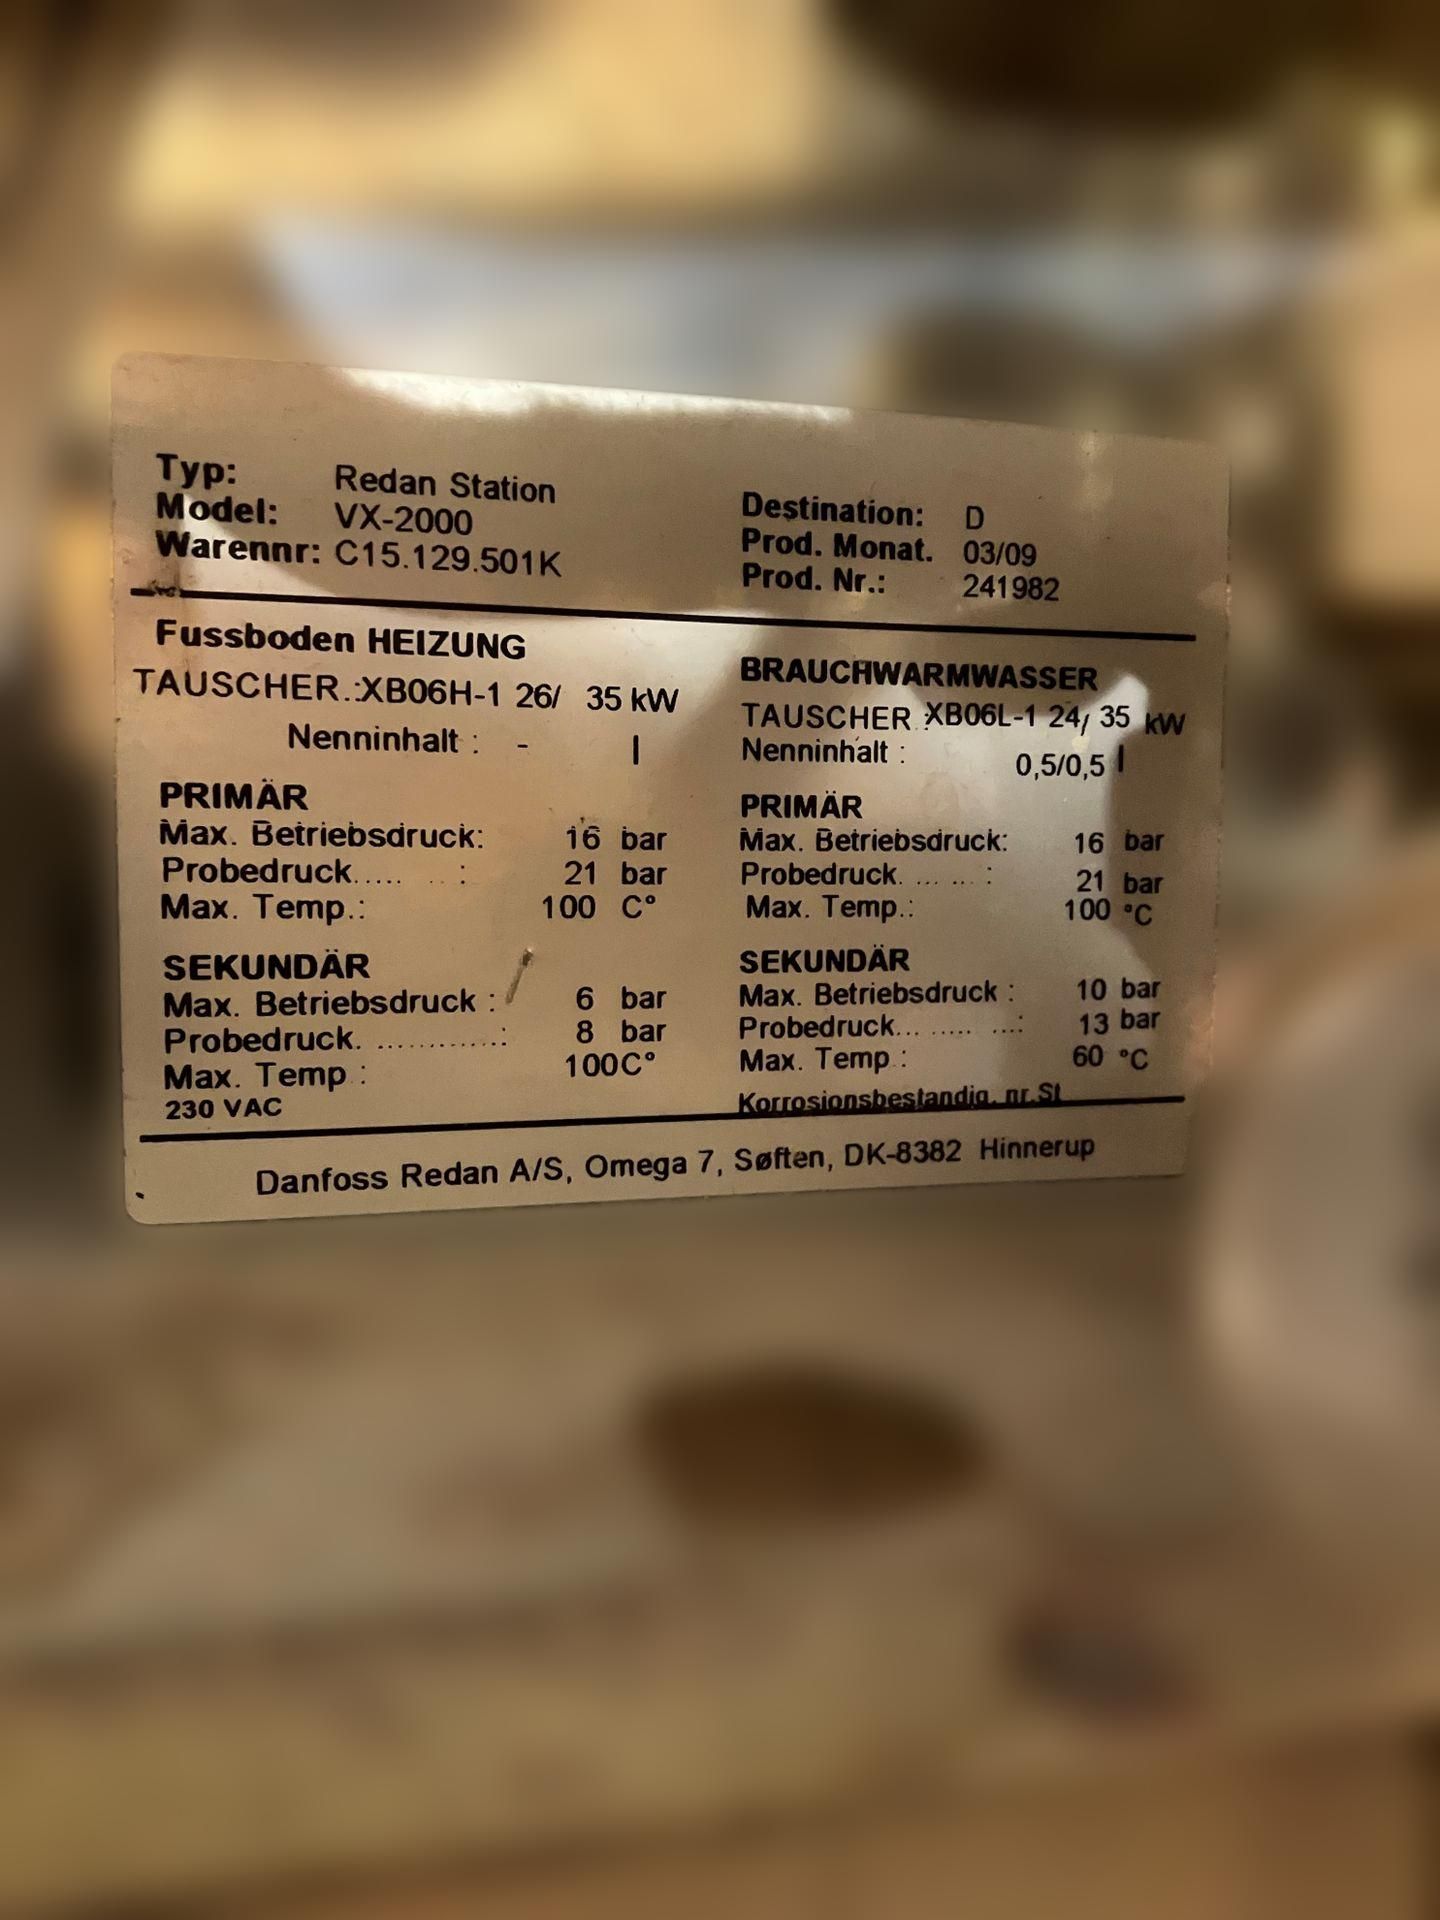 Typ: Redan Station
Model: VX-2000
Warennr: C15.129.501K
Destination: D
Prod. Monat. 03/09
Prod. Nr.: 241982
Fussboden HEIZUNG
TAUSCHER.:XB06H-1 26/ 35 kW
Nenninhalt : - l
PRIMÄR
Max. Betriebsdruck: 16 bar
Probedruck..... .. : 21 bar
Max. Temp.: 100 C°
SEKUNDÄR
Max. Betriebsdruck : 6 bar
Probedruck. .............: 8 bar
Max. Temp : 100C°
230 VAC
BRAUCHWARMWASSER
TAUSCHER.:XB06L-1 24/ 35 kW
Nenninhalt : 0,5/0,5 l
PRIMÄR
Max. Betriebsdruck: 16 bar
Probedruck. ... ... : 21 bar
Max. Temp.: 100 °C
SEKUNDÄR
Max. Betriebsdruck : 10 bar
Probedruck... ..... ...: 13 bar
Max. Temp : 60 °C
Korrosionsbestandig. nr.St
Danfoss Redan A/S, Omega 7, Søften, DK-8382 Hinnerup